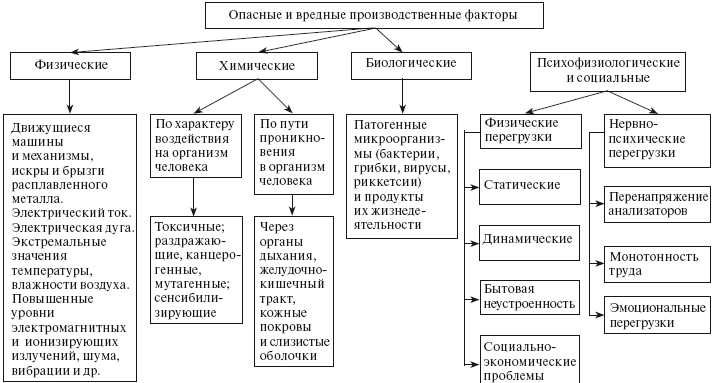 Опасные и вредные производственные факторы
Физические
Химические
Биологические
Психофизиологические
и социальные
Движущиеся
машины
и механизмы,
искры и брызги
расплавленного
металла.
Электрический ток.
Электрическая дуга.
Экстремальные
значения
температуры,
влажности воздуха.
Повышенные
уровни
электромагнитных
и ионизирующих
излучений, шума,
вибрации и др.
По характеру
воздействия
на организм
человека
Токсичные;
раздражаю-
щие, канцеро-
генные,
мутагенные;
сенсибили-
зирующие
По пути
проникно-
вения
в организм
человека
Через
органы
дыхания,
желудочно-
кишечный
тракт,
кожные
покровы
и слизистые
оболочки
Патогенные
микроорганиз-
мы (бактерии,
грибки, вирусы,
риккетсии)
и продукты
их жизнеде-
ятельности
Физические
перегрузки
Статические
Динамические
Бытовая
неустроенность
Социально-
экономические
проблемы
Нервно-
психические
перегрузки
Перенапряжение
анализаторов
Монотонность
труда
Эмоциональные
перегрузки